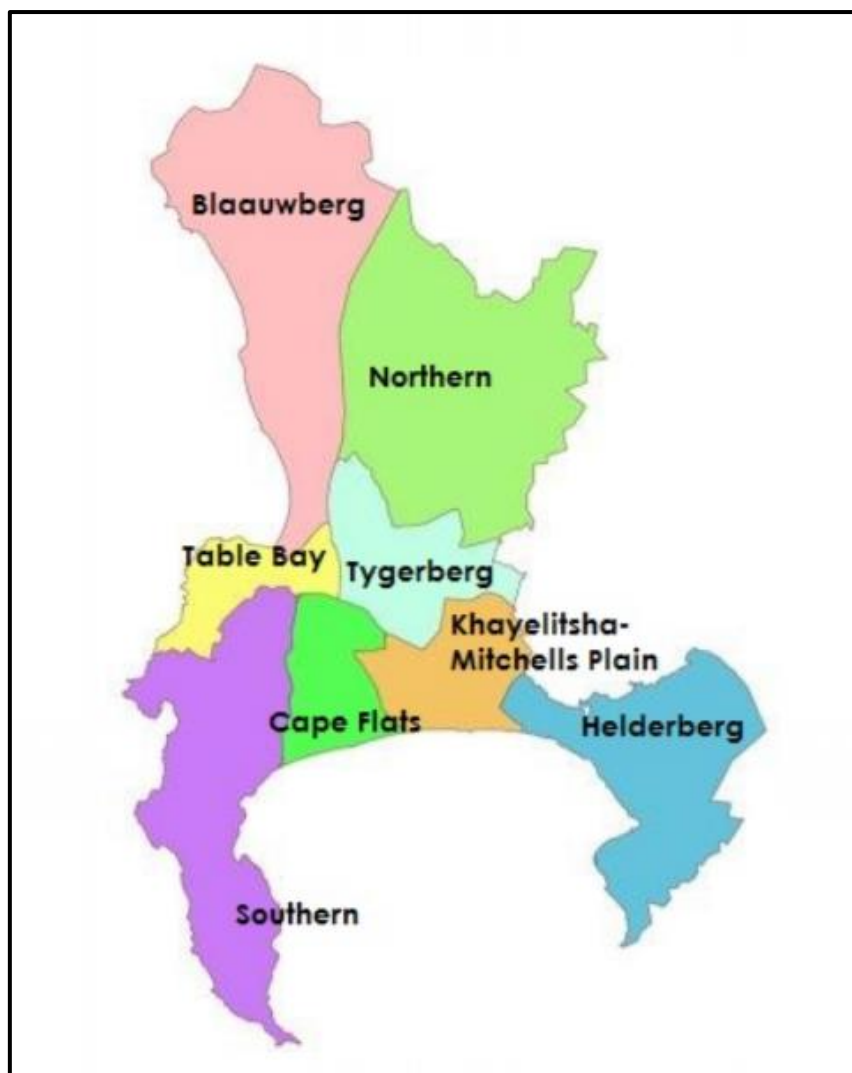 Blaauwberg
Northern
Table Bay
Tygerberg
Khayelitsha-
Mitchells Plain
Cape Flats
Helderberg
Southern